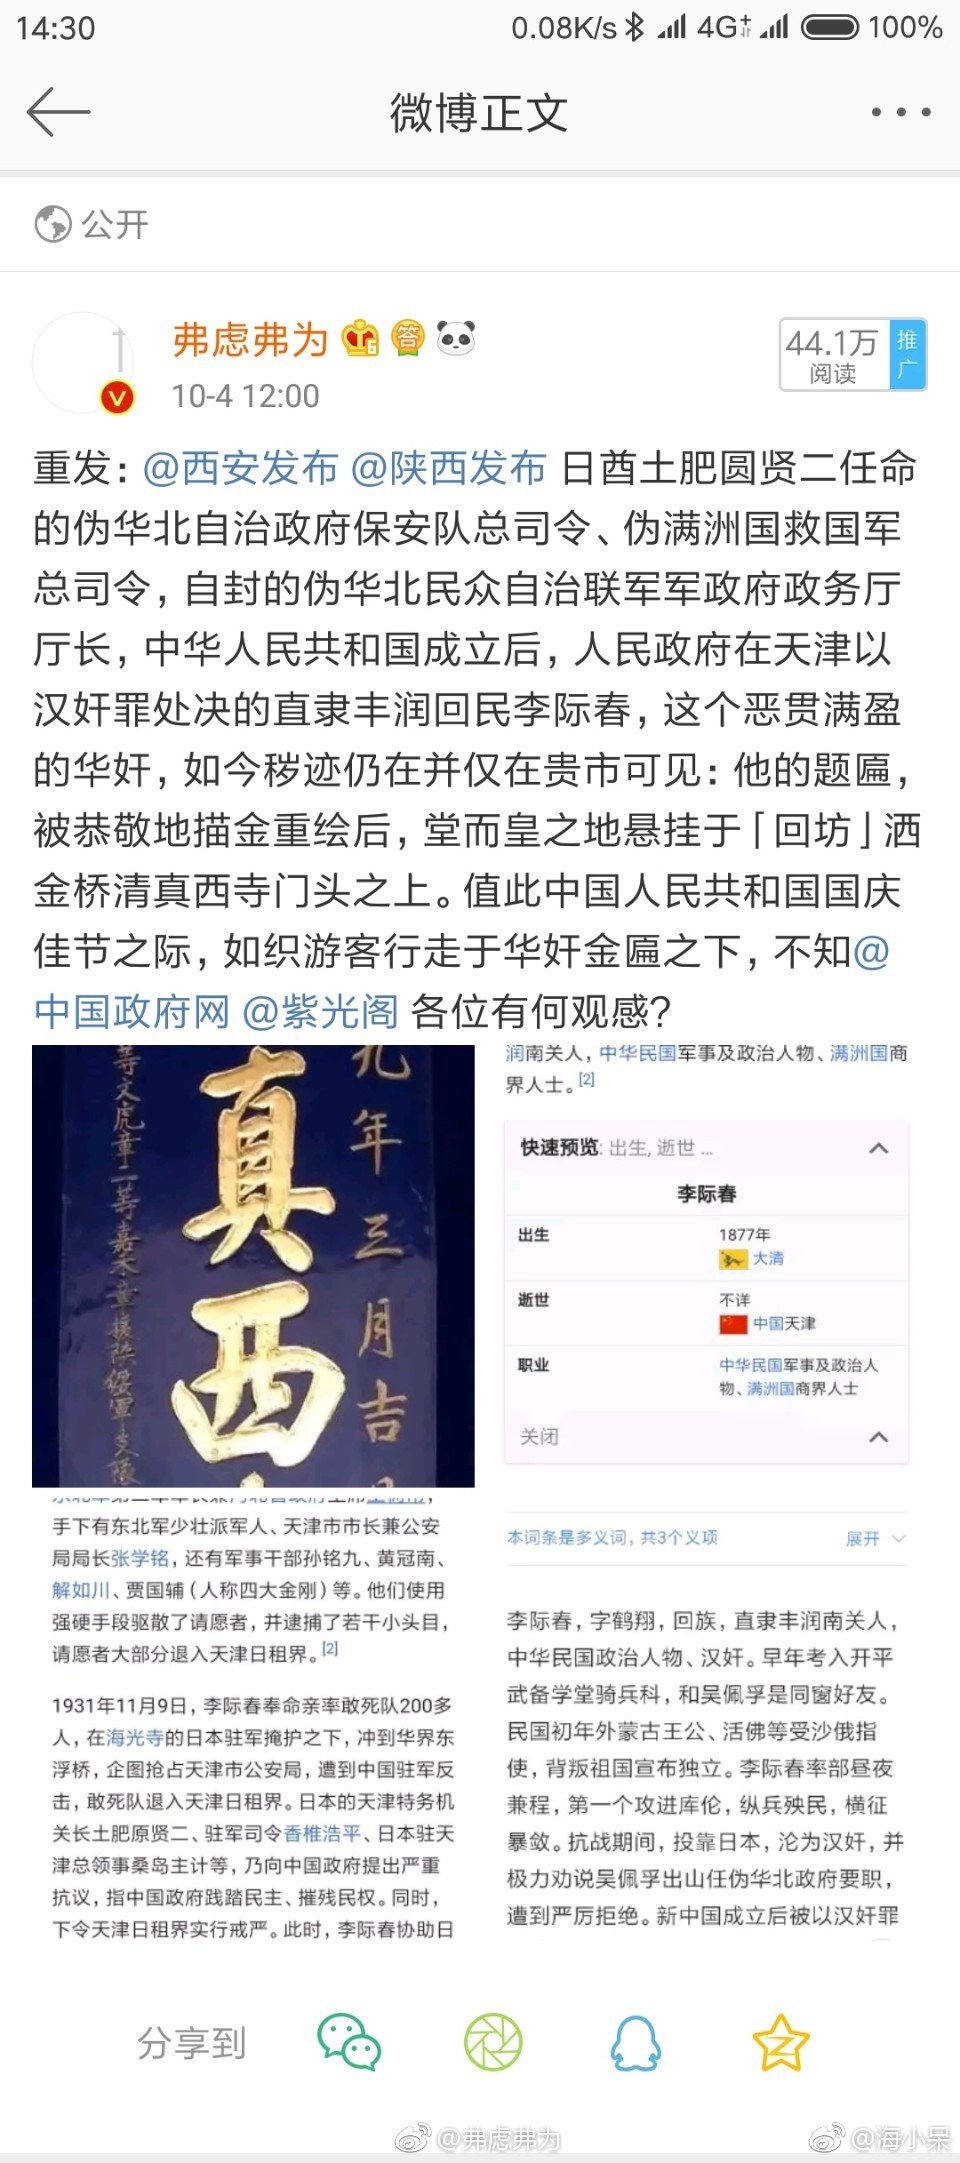 14:30
0.08K/s 4G 100%
微博正文
公开
弗虑弗为
答
10-4 12:00
44.1万
阅读
推广
重发：@西安发布 @陕西发布 日酋土肥圆贤二任命
的伪华北自治政府保安队总司令、伪满洲国救国军
总司令，自封的伪华北民众自治联军军政府政务厅
厅长，中华人民共和国成立后，人民政府在天津以
汉奸罪处决的直隶丰润回民李际春，这个恶贯满盈
的华奸，如今秽迹仍在并仅在贵市可见：他的题匾，
被恭敬地描金重绘后，堂而皇之地悬挂于「回坊」洒
金桥清真西寺门头之上。值此中国人民共和国国庆
佳节之际，如织游客行走于华奸金匾之下，不知@
中国政府网 @紫光阁 各位有何观感？
九年三月吉
真西
等文虎章二等嘉禾章援陕绥军支队
润南关人，中华民国军事及政治人物、满洲国商
界人士。[2]
快速预览: 出生, 逝世 ...
李际春
出生 1877年
大清
逝世 不详
中国天津
职业 中华民国军事及政治人
物、满洲国商界人士
关闭
手下有东北军少壮派军人、天津市市长兼公安
局局长张学铭，还有军事干部孙铭九、黄冠南、
解如川、贾国辅（人称四大金刚）等。他们使用
强硬手段驱散了请愿者，并逮捕了若干小头目，
请愿者大部分退入天津日租界。[2]
1931年11月9日，李际春奉命亲率敢死队200多
人，在海光寺的日本驻军掩护之下，冲到华界东
浮桥，企图抢占天津市公安局，遭到中国驻军反
击，敢死队退入天津日租界。日本的天津特务机
关长土肥原贤二、驻军司令香椎浩平、日本驻天
津总领事桑岛主计等，乃向中国政府提出严重
抗议，指中国政府践踏民主、摧残民权。同时，
下令天津日租界实行戒严。此时，李际春协助日
本词条是多义词，共3个义项 展开
李际春，字鹤翔，回族，直隶丰润南关人，
中华民国政治人物、汉奸。早年考入开平
武备学堂骑兵科，和吴佩孚是同窗好友。
民国初年外蒙古王公、活佛等受沙俄指
使，背叛祖国宣布独立。李际春率部昼夜
兼程，第一个攻进库伦，纵兵殃民，横征
暴敛。抗战期间，投靠日本，沦为汉奸，并
极力劝说吴佩孚出山任伪华北政府要职，
遭到严厉拒绝。新中国成立后被以汉奸罪
分享到
@弗虑弗为
@海小呆